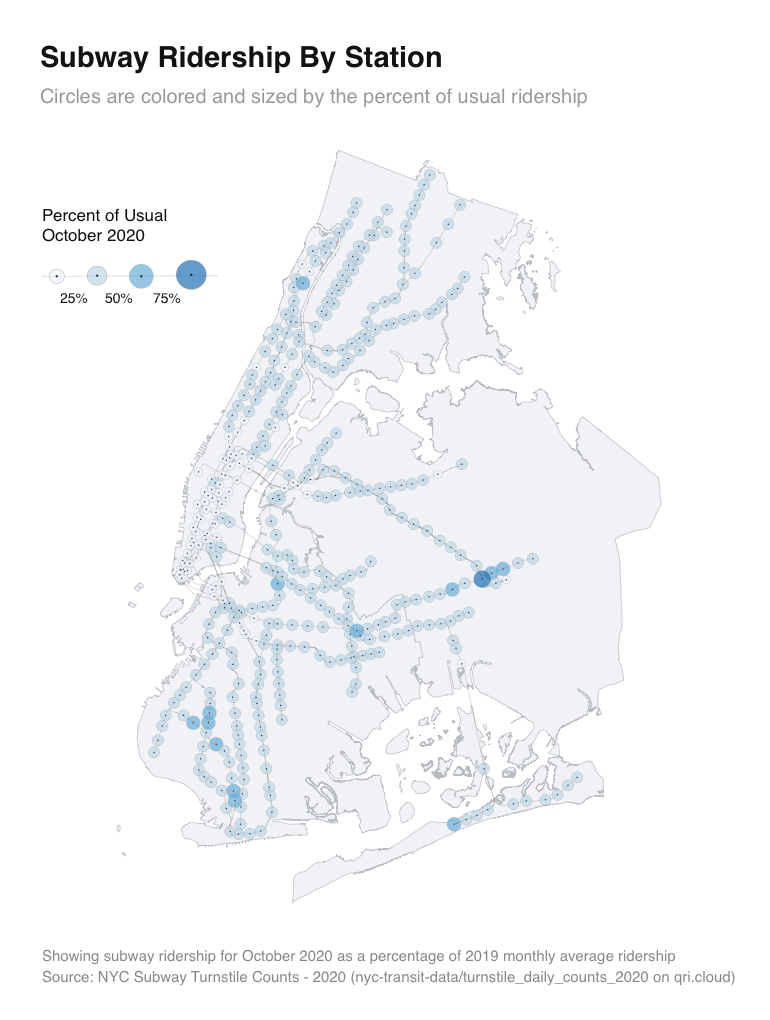 Subway Ridership By Station
Circles are colored and sized by the percent of usual ridership
Percent of Usual
October 2020
25% 50% 75%
Showing subway ridership for October 2020 as a percentage of 2019 monthly average ridership
Source: NYC Subway Turnstile Counts - 2020 (nyc-transit-data/turnstile_daily_counts_2020 on qri.cloud)